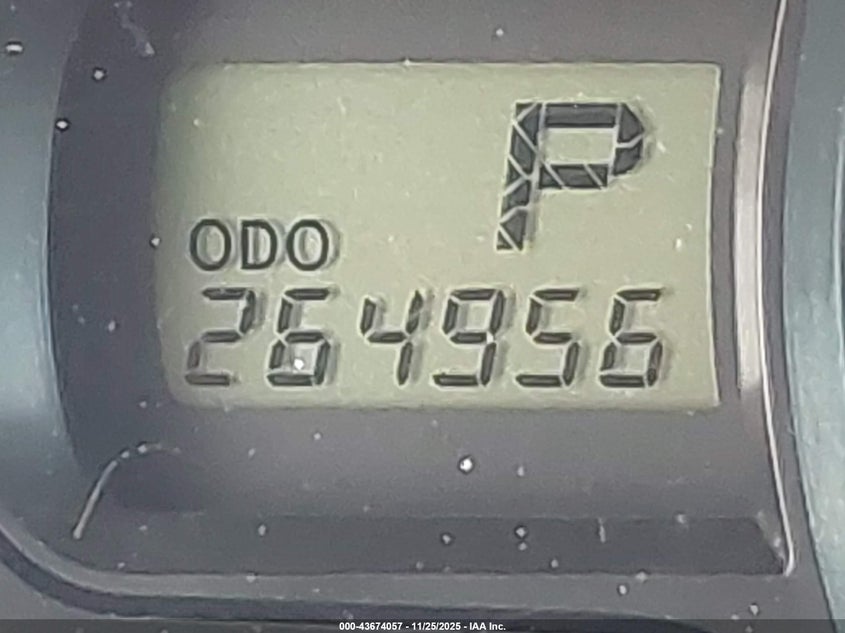 P
ODO
264956
000-43674057 - 11/25/2025 - IAA Inc.